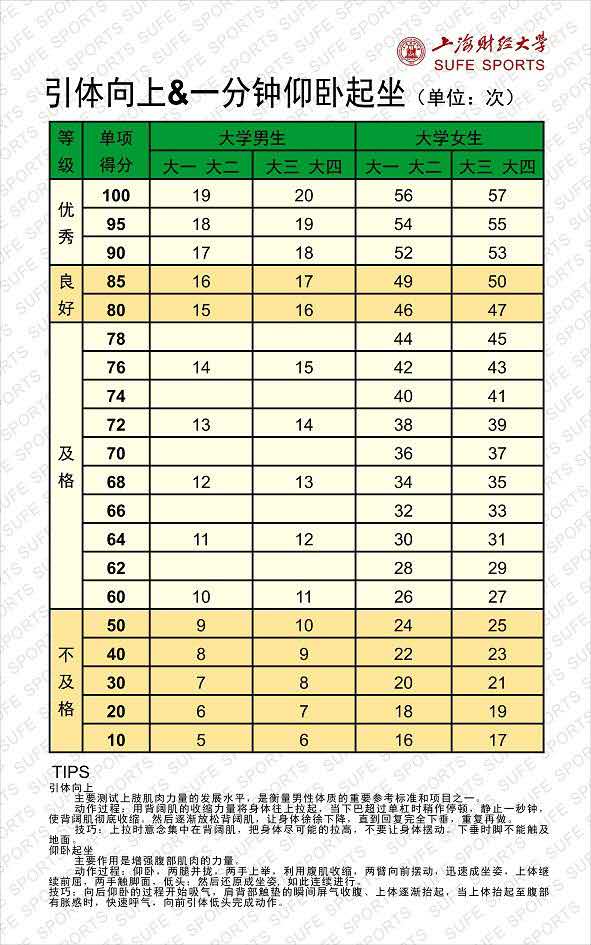 上海财经大学
SUFE SPORTS
引体向上&一分钟仰卧起坐（单位：次）
等级 单项得分 大学男生 大学女生
大一 大二 大三 大四 大一 大二 大三 大四
优秀
100 19 20 56 57
95 18 19 54 55
90 17 18 52 53
良好
85 16 17 49 50
80 15 16 46 47
及格
78 44 45
76 14 15 42 43
74 40 41
72 13 14 38 39
70 36 37
68 12 13 34 35
66 32 33
64 11 12 30 31
62 28 29
60 10 11 26 27
不及格
50 9 10 24 25
40 8 9 22 23
30 7 8 20 21
20 6 7 18 19
10 5 6 16 17
TIPS
引体向上
主要测试上肢肌肉力量的发展水平，是衡量男性体质的重要参考标准和项目之一。
动作过程：用背阔肌的收缩力量将身体往上拉起，当下巴超过单杠时稍作停顿，静止一秒钟，
使背阔肌彻底收缩，然后逐渐放松背阔肌，让身体徐徐下降，直到回复完全下垂，重复再做。
技巧：上拉时意念集中在背阔肌，把身体尽可能的拉高，不要让身体摆动。下垂时脚不能触及
地面。
仰卧起坐
主要作用是增强腹部肌肉的力量。
动作过程：仰卧，两腿并拢，两手上举，利用腹肌收缩，两臂向前摆动，迅速成坐姿，上体继
续前屈，两手触脚面，低头；然后还原成坐姿，如此连续进行。
技巧：向后仰卧的过程开始吸气，肩背部触垫的瞬间屏气收腹、上体逐渐抬起，当上体抬起至腹部
有胀感时，快速呼气，向前引体低头完成动作。